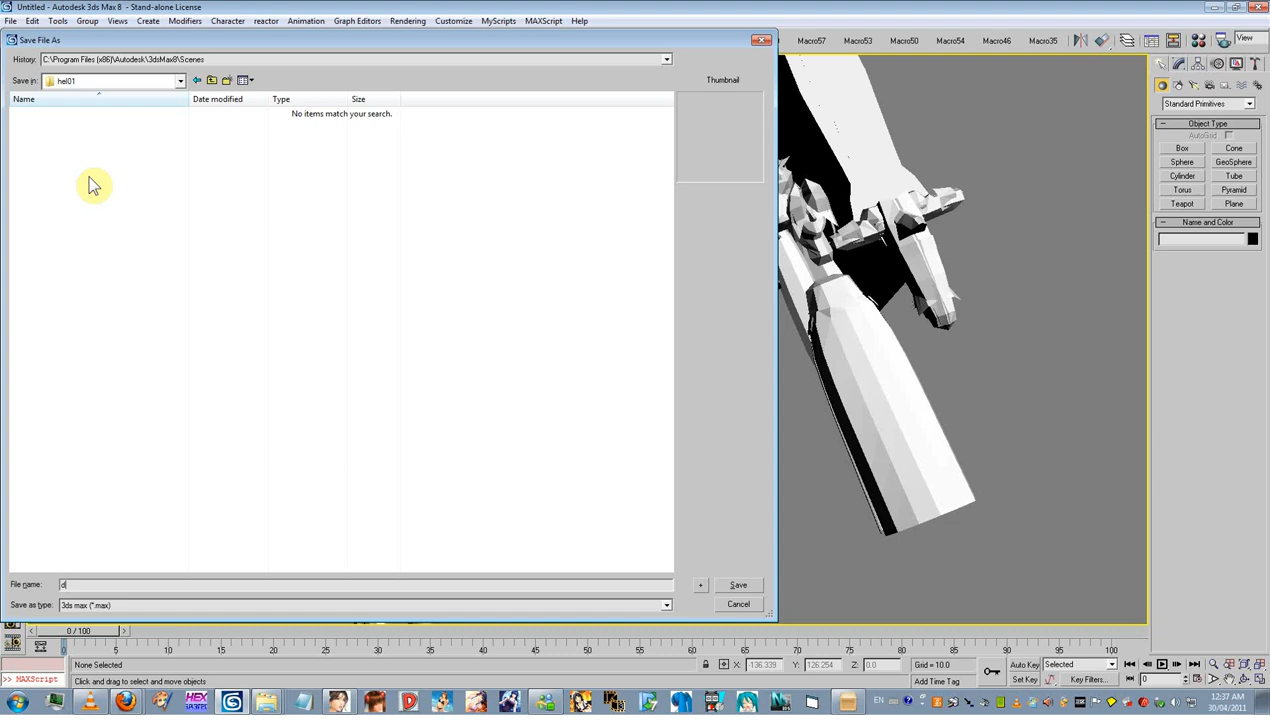 Untitled - Autodesk 3ds Max 8 - Stand-alone License
File Edit Tools Group Views Create Modifiers Character reactor Animation Graph Editors Rendering Customize MyScripts MAXScript Help
Save File As
Macro57 Macro53 Macro50 Macro54 Macro46 Macro35 View
History: C:\Program Files (x86)\Autodesk\3dsMax8\Scenes
Save in: hel01
Thumbnail
Name Date modified Type Size
No items match your search.
Standard Primitives
Object Type
AutoGrid
Box Cone
Sphere GeoSphere
Cylinder Tube
Torus Pyramid
Teapot Plane
Name and Color
File name: d
+ Save
Save as type: 3ds max (*.max)
Cancel
0 / 100
0 5 10 15 20 25 30 35 40 45 50 55 60 65 70 75 80 85 90 95 100
None Selected X: -136.339 Y: 126.254 Z: 0.0 Grid = 10.0 Auto Key Selected
>> MAXScript Click and drag to select and move objects Add Time Tag Set Key Key Filters... 0
HEX
EN
12:37 AM
30/04/2011